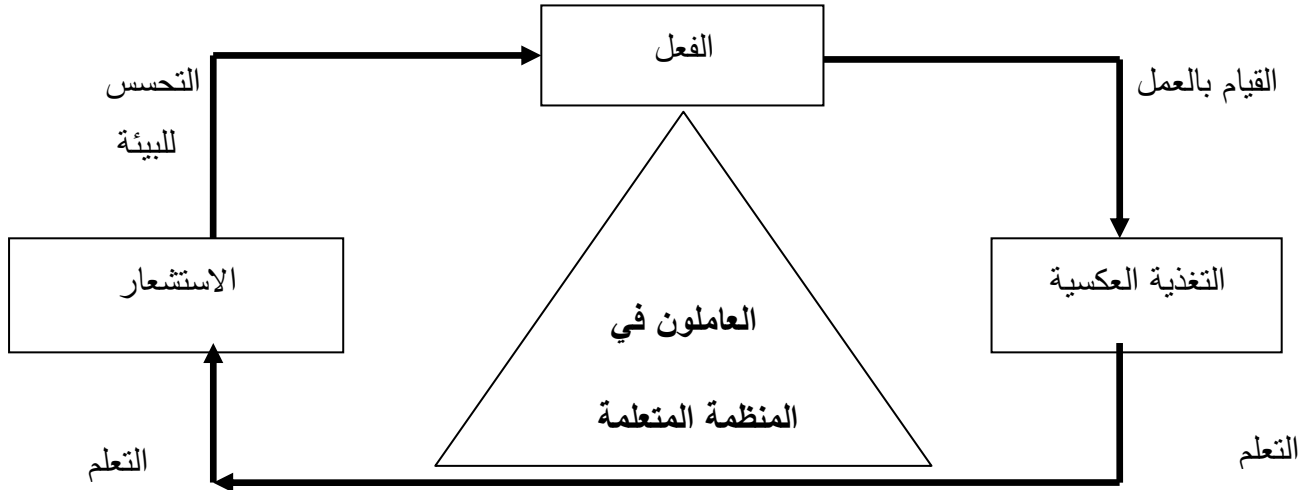 الفعل
القيام بالعمل
التحسس
للبيئة
التغذية العكسية
الاستشعار
العاملون في
المنظمة المتعلمة
التعلم
التعلم